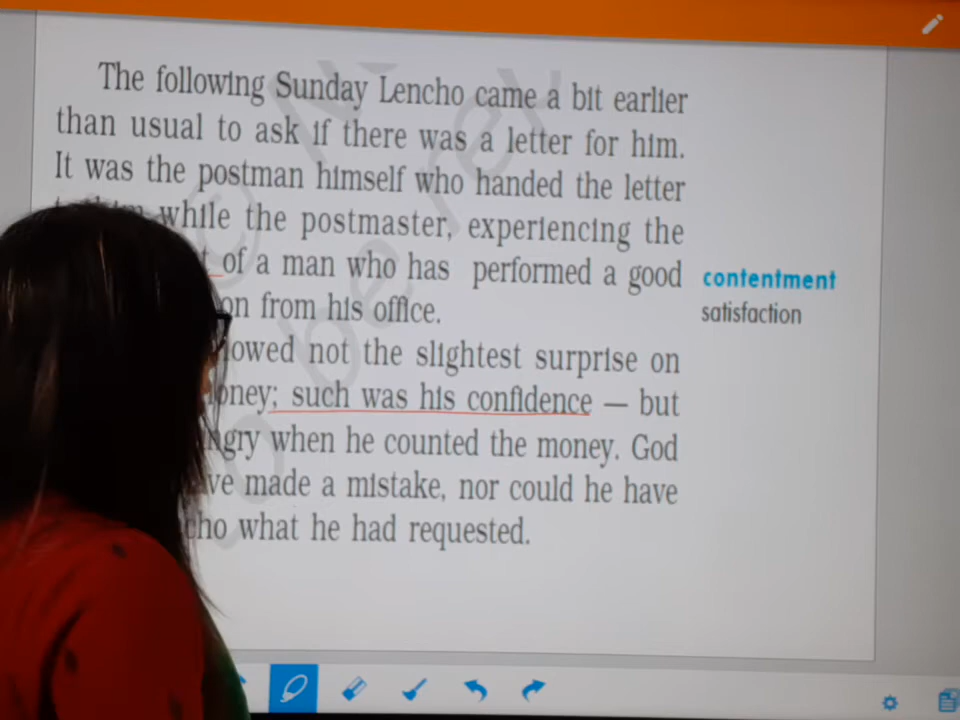 The following Sunday Lencho came a bit earlier
than usual to ask if there was a letter for him.
It was the postman himself who handed the letter
to him while the postmaster, experiencing the
of a man who has performed a good
on from his office.
owed not the slightest surprise on
oney; such was his confidence — but
ngry when he counted the money. God
ve made a mistake, nor could he have
cho what he had requested.
contentment
satisfaction